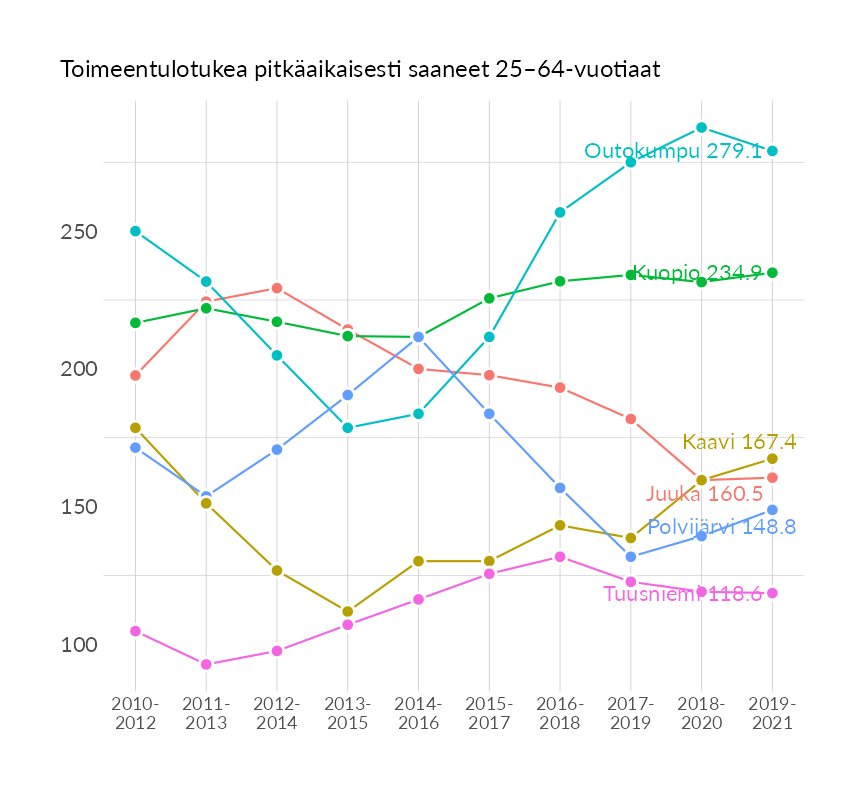 Toimeentulotukea pitkäaikaisesti saaneet 25–64-vuotiaat
Outokumpu 279.1
250
Kuopio 234.9
200
Kaavi 167.4
Juuka 160.5
150
Polvijärvi 148.8
Tuusniemi 118.6
100
2010- 2011- 2012- 2013- 2014- 2015- 2016- 2017- 2018- 2019-
2012 2013 2014 2015 2016 2017 2018 2019 2020 2021